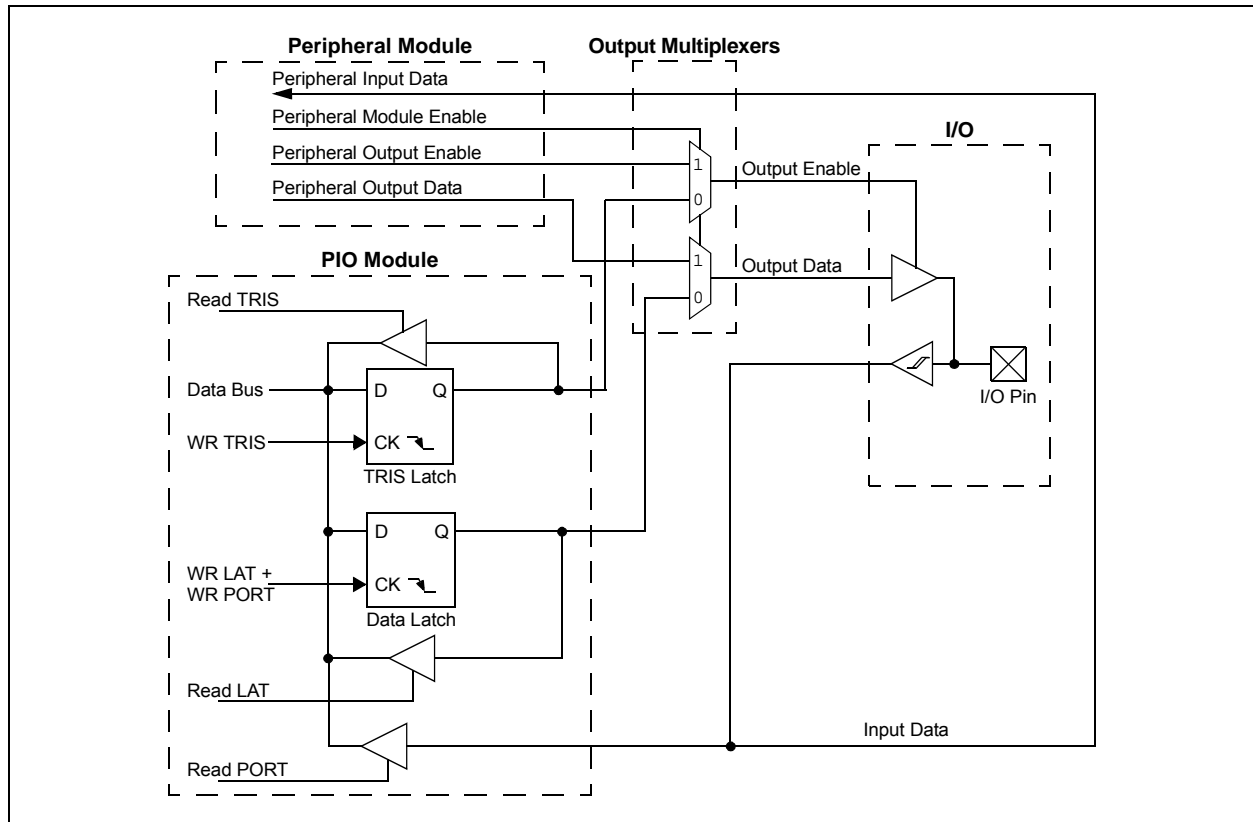 Peripheral Module
Output Multiplexers
Peripheral Input Data
Peripheral Module Enable
I/O
Peripheral Output Enable
1
Output Enable
Peripheral Output Data
0
PIO Module
1
Output Data
Read TRIS
0
Data Bus
D Q
I/O Pin
WR TRIS
CK
TRIS Latch
D Q
WR LAT +
WR PORT
CK
Data Latch
Read LAT
Input Data
Read PORT